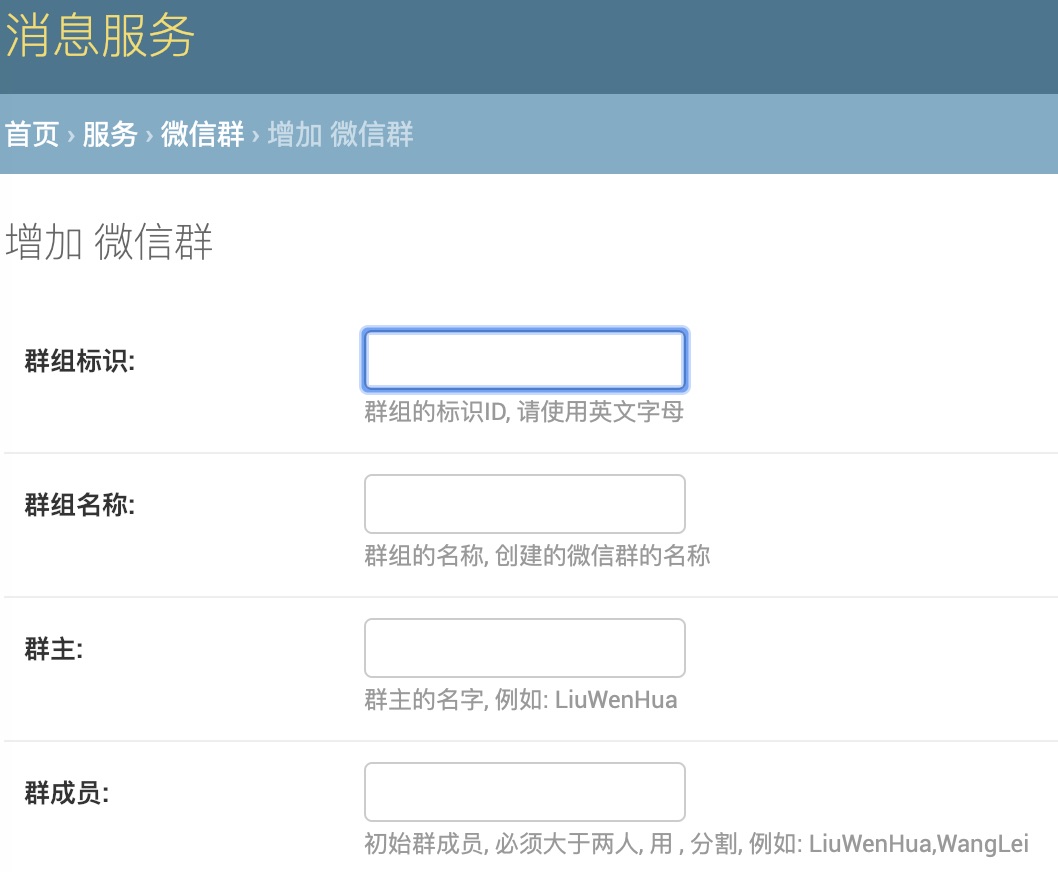 消息服务
首页 › 服务 › 微信群 › 增加 微信群
增加 微信群
群组标识:
群组的标识ID, 请使用英文字母
群组名称:
群组的名称, 创建的微信群的名称
群主:
群主的名字, 例如: LiuWenHua
群成员:
初始群成员, 必须大于两人, 用 , 分割, 例如: LiuWenHua,WangLei